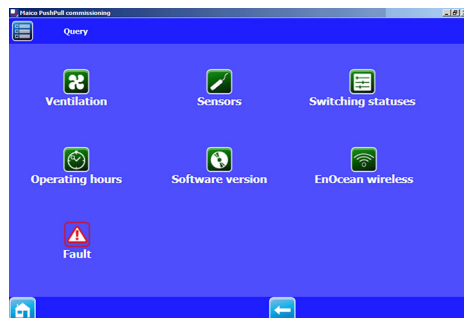 Maico PushPull commissioning
Query
Ventilation
Sensors
Switching statuses
Operating hours
Software version
EnOcean wireless
Fault